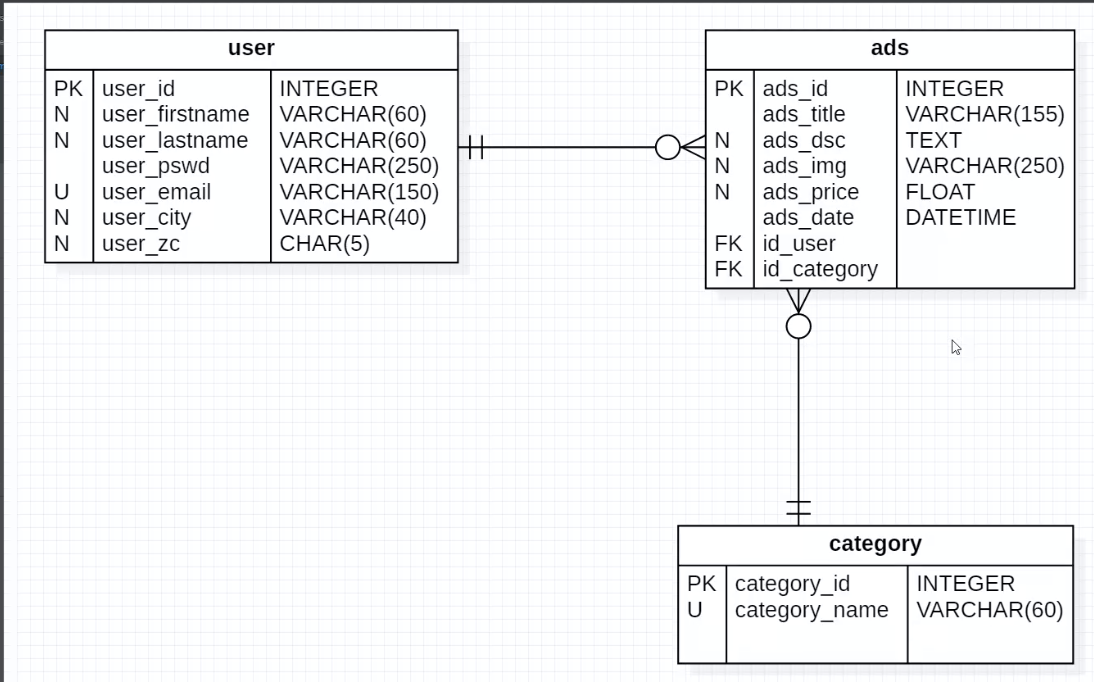 user
PK user_id INTEGER
N user_firstname VARCHAR(60)
N user_lastname VARCHAR(60)
user_pswd VARCHAR(250)
U user_email VARCHAR(150)
N user_city VARCHAR(40)
N user_zc CHAR(5)
ads
PK ads_id INTEGER
ads_title VARCHAR(155)
N ads_dsc TEXT
N ads_img VARCHAR(250)
N ads_price FLOAT
ads_date DATETIME
FK id_user
FK id_category
category
PK category_id INTEGER
U category_name VARCHAR(60)